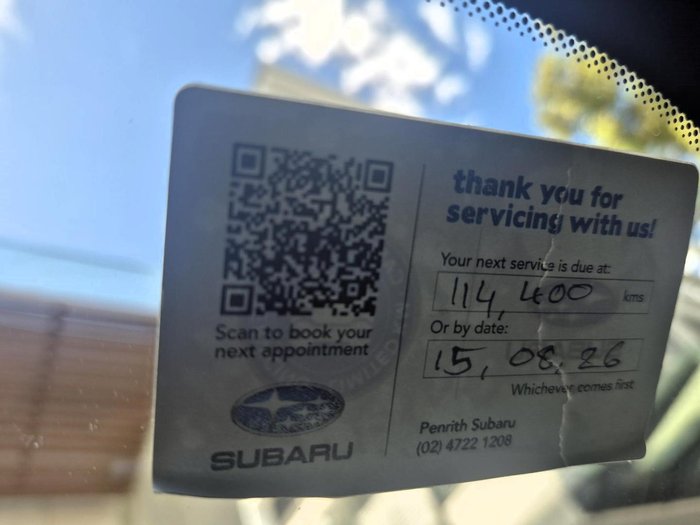 thank you for
servicing with us!
Your next service is due at:
114,400 kms
Or by date:
15, 08, 26
Whichever comes first
Penrith Subaru
(02) 4722 1208
Scan to book your
next appointment
SUBARU